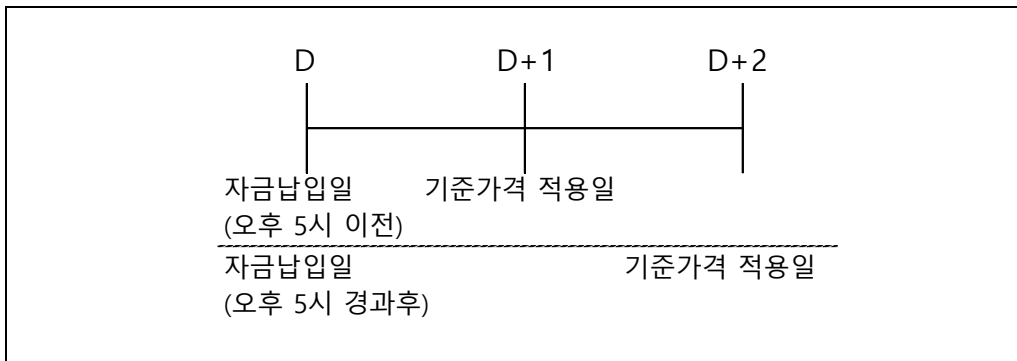 D D+1 D+2
자금납입일 기준가격 적용일
(오후 5시 이전)
자금납입일 기준가격 적용일
(오후 5시 경과후)